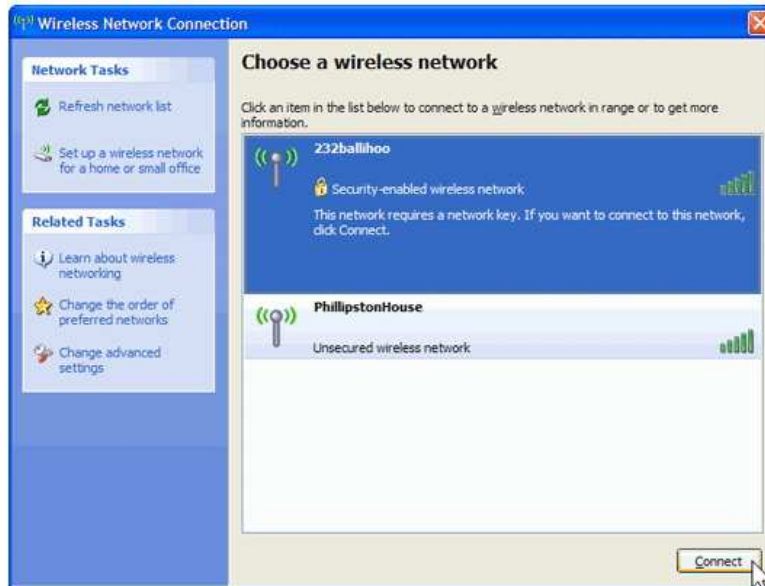 Wireless Network Connection
Network Tasks
Refresh network list
Set up a wireless network
for a home or small office
Related Tasks
Learn about wireless
networking
Change the order of
preferred networks
Change advanced
settings
Choose a wireless network
Click an item in the list below to connect to a wireless network in range or to get more
information.
232ballihoo
Security-enabled wireless network
This network requires a network key. If you want to connect to this network,
click Connect.
PhillipstonHouse
Unsecured wireless network
Connect